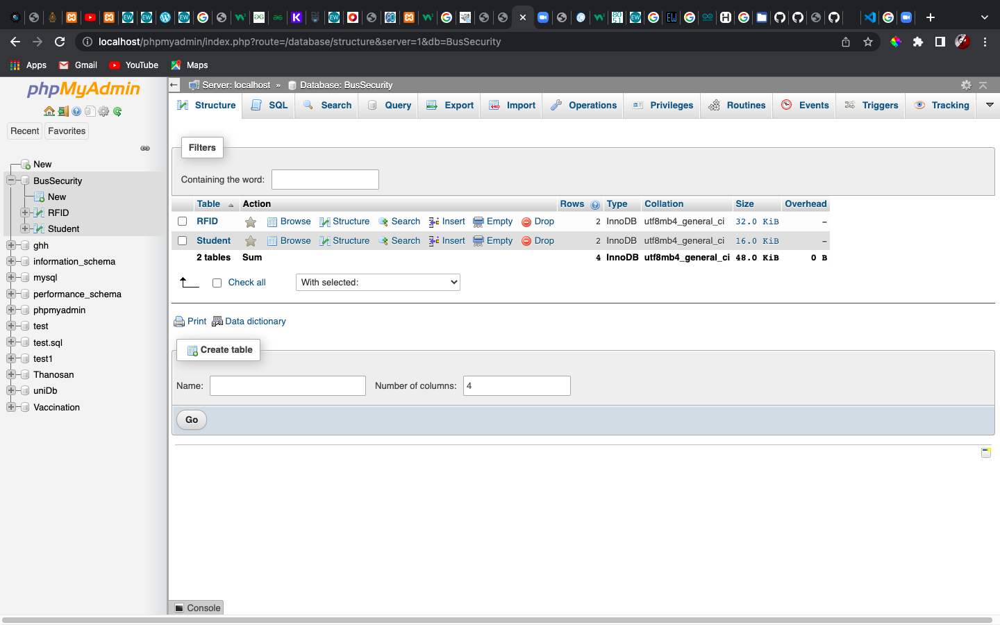 localhost/phpmyadmin/index.php?route=/database/structure&server=1&db=BusSecurity
Apps Gmail YouTube Maps
phpMyAdmin
Recent Favorites
New
BusSecurity
New
RFID
Student
ghh
information_schema
mysql
performance_schema
phpmyadmin
test
test.sql
test1
Thanosan
uniDb
Vaccination
Server: localhost » Database: BusSecurity
Structure SQL Search Query Export Import Operations Privileges Routines Events Triggers Tracking
Filters
Containing the word:
Table Action Rows Type Collation Size Overhead
RFID Browse Structure Search Insert Empty Drop 2 InnoDB utf8mb4_general_ci 32.0 KiB –
Student Browse Structure Search Insert Empty Drop 2 InnoDB utf8mb4_general_ci 16.0 KiB –
2 tables Sum 4 InnoDB utf8mb4_general_ci 48.0 KiB 0 B
Check all With selected:
Print Data dictionary
Create table
Name: Number of columns: 4
Go
Console